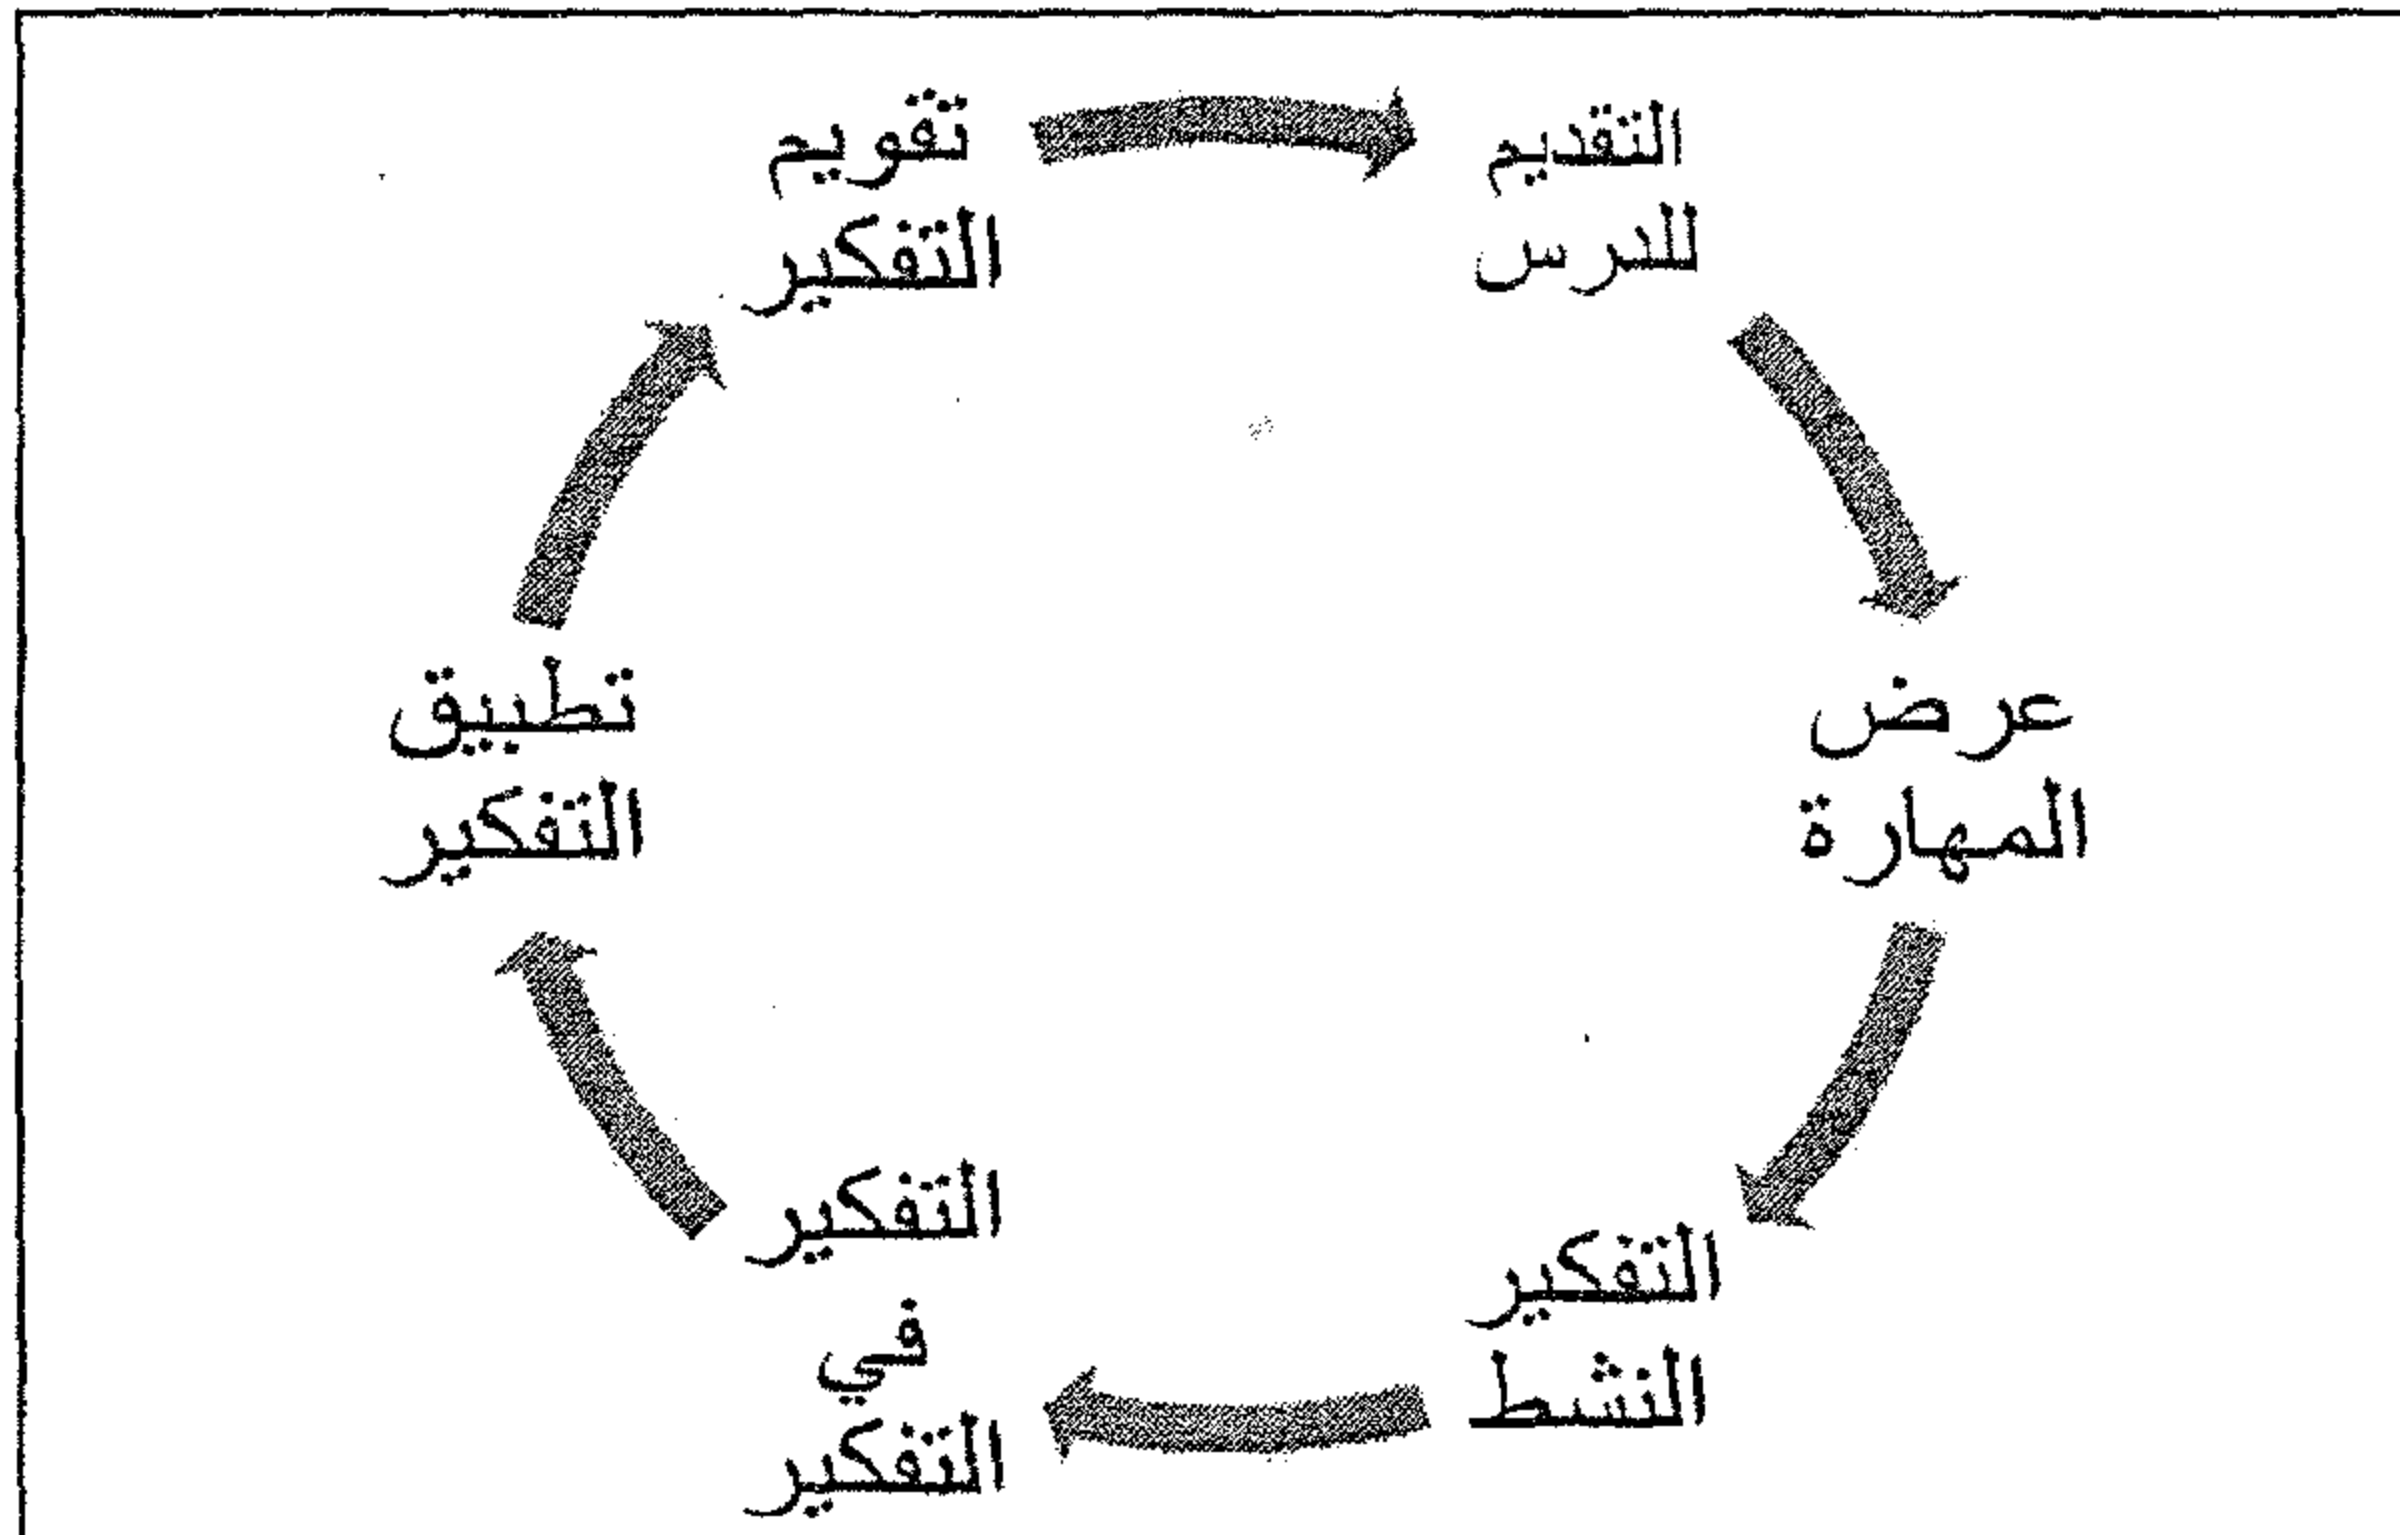 التقديم
للدرس
عرض
المهارة
التفكير
النشط
التفكير
في
التفكير
تطبيق
التفكير
تقويم
التفكير